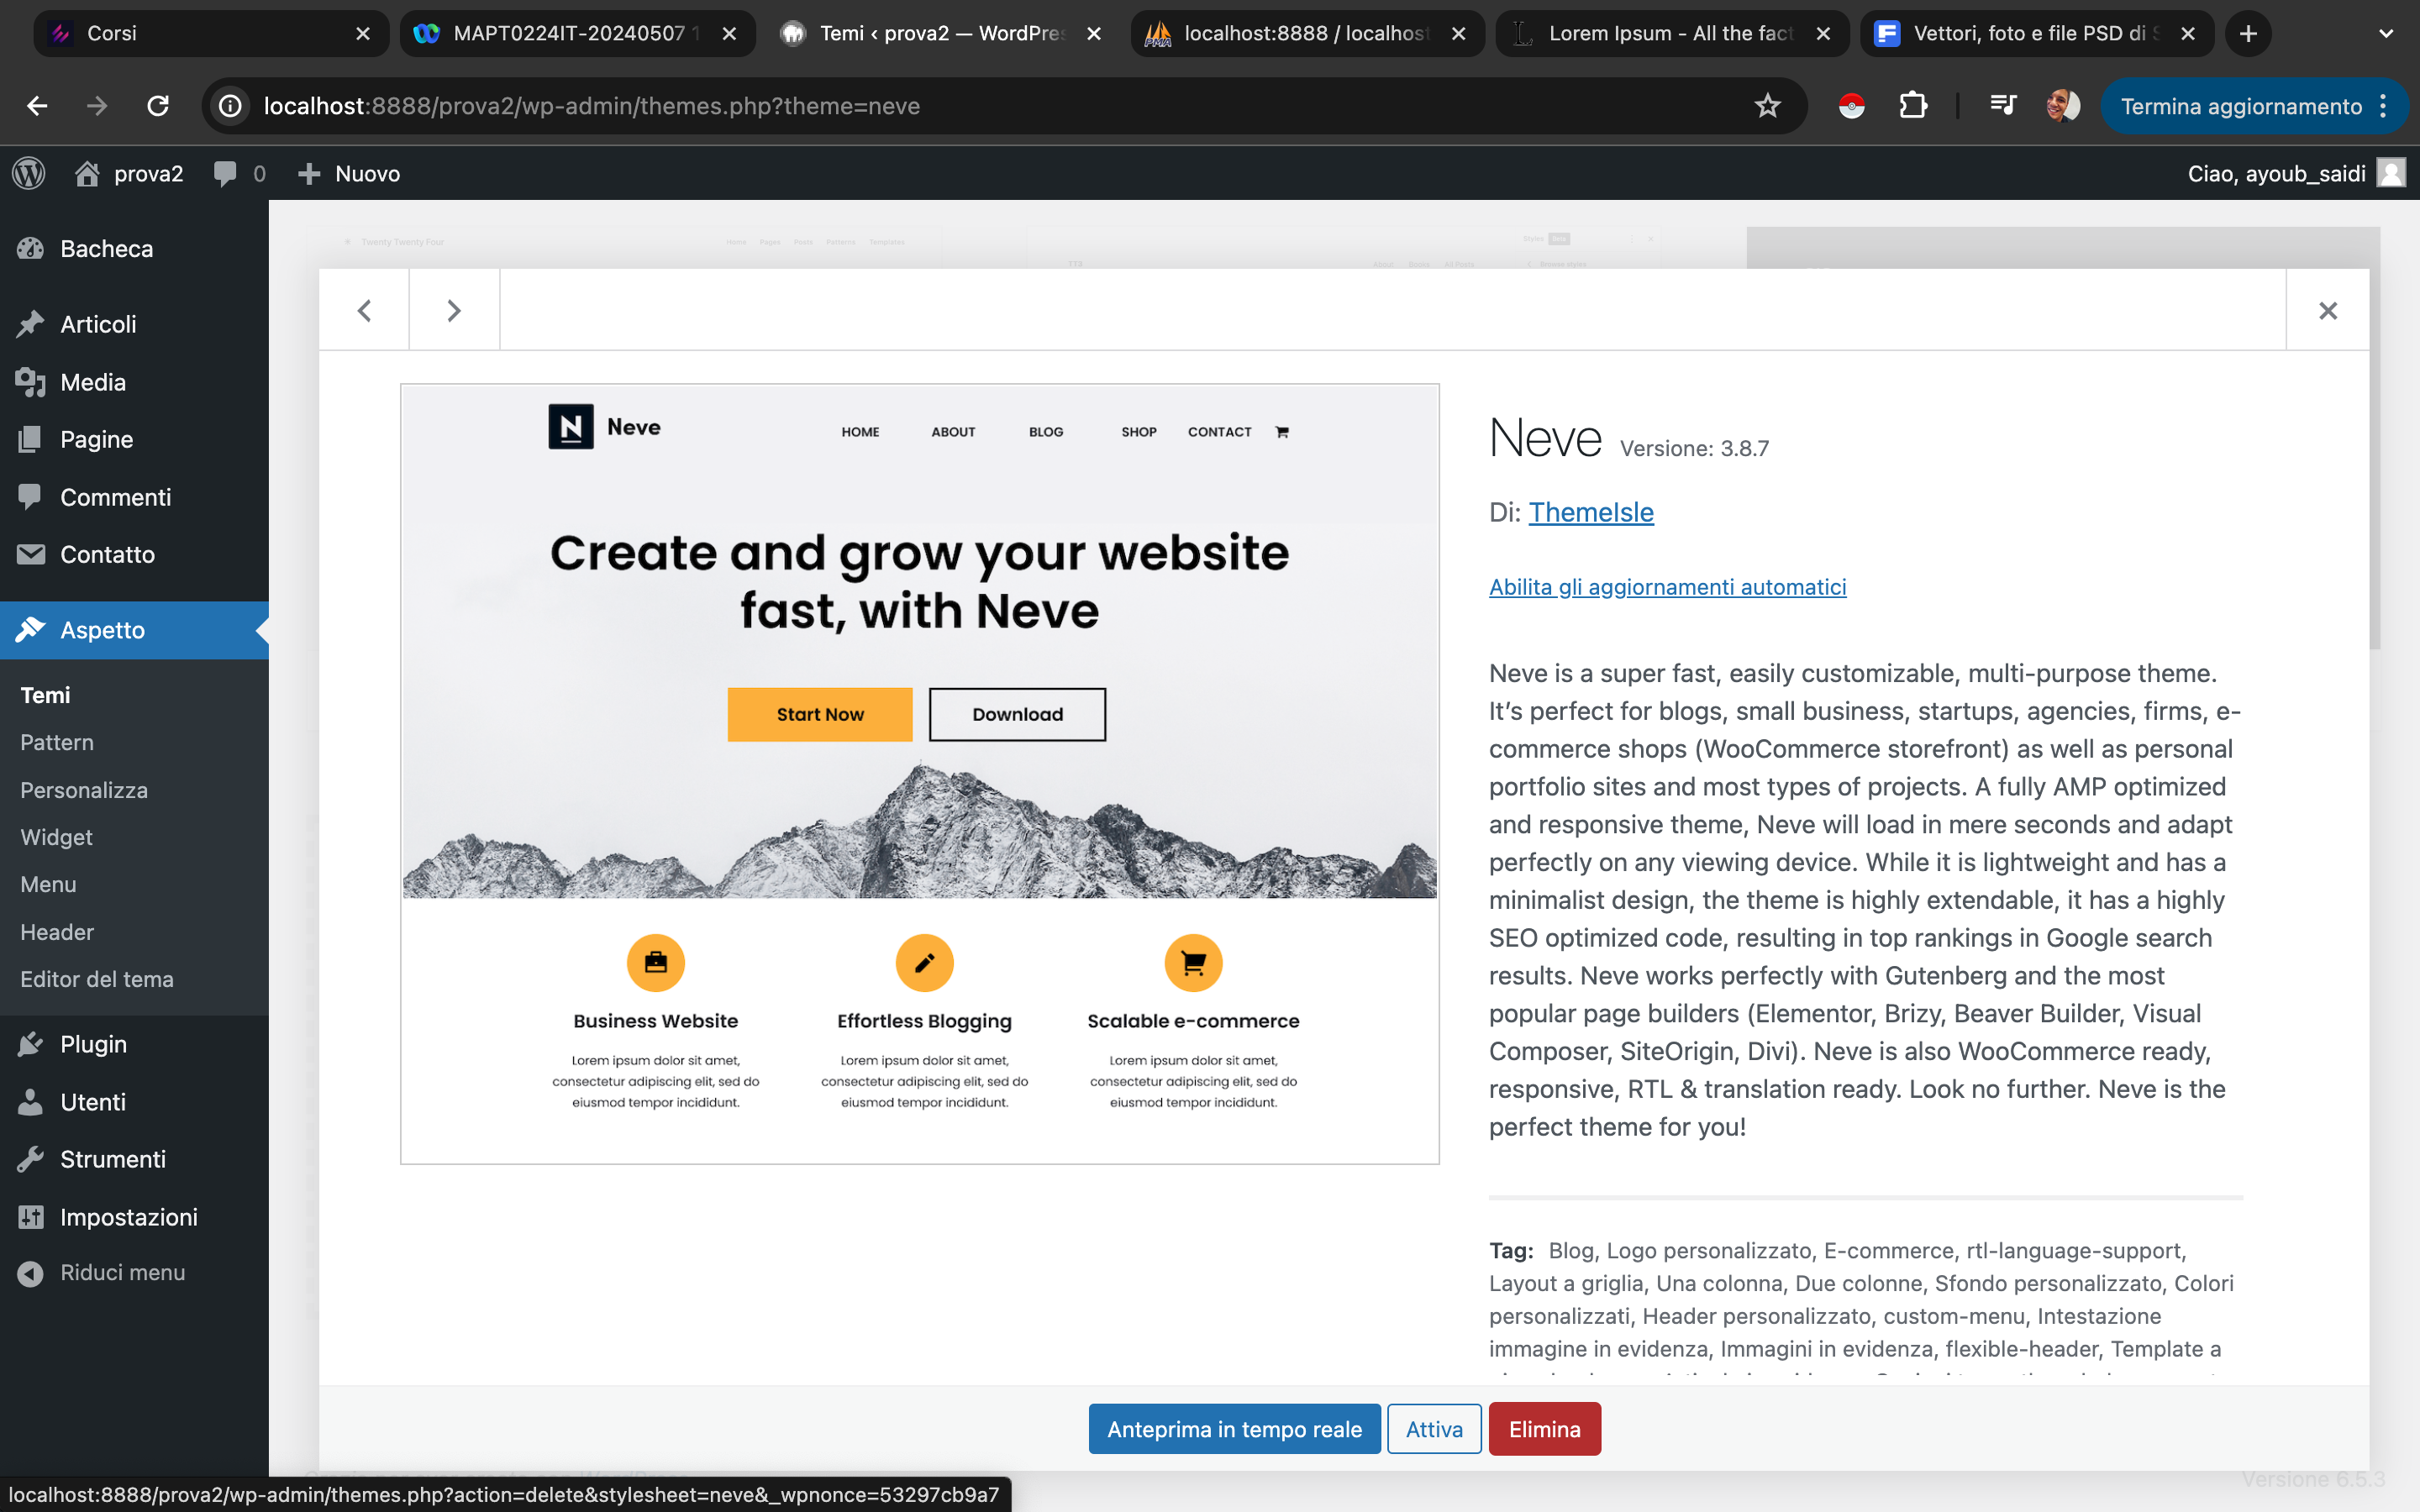 Corsi
MAPT0224IT-20240507 1
Temi ‹ prova2 — WordPres
localhost:8888 / localhost
Lorem Ipsum - All the fact
Vettori, foto e file PSD di S
localhost:8888/prova2/wp-admin/themes.php?theme=neve
Termina aggiornamento
prova2
0
Nuovo
Ciao, ayoub_saidi
Bacheca
Articoli
Media
Pagine
Commenti
Contatto
Aspetto
Temi
Pattern
Personalizza
Widget
Menu
Header
Editor del tema
Plugin
Utenti
Strumenti
Impostazioni
Riduci menu
Twenty Twenty Four
Home Pages Posts Patterns Templates
N Neve
HOME ABOUT BLOG SHOP CONTACT
Create and grow your website
fast, with Neve
Start Now Download
Business Website
Lorem ipsum dolor sit amet,
consectetur adipiscing elit, sed do
eiusmod tempor incididunt.
Effortless Blogging
Lorem ipsum dolor sit amet,
consectetur adipiscing elit, sed do
eiusmod tempor incididunt.
Scalable e-commerce
Lorem ipsum dolor sit amet,
consectetur adipiscing elit, sed do
eiusmod tempor incididunt.
Neve Versione: 3.8.7
Di: ThemeIsle
Abilita gli aggiornamenti automatici
Neve is a super fast, easily customizable, multi-purpose theme.
It’s perfect for blogs, small business, startups, agencies, firms, e-
commerce shops (WooCommerce storefront) as well as personal
portfolio sites and most types of projects. A fully AMP optimized
and responsive theme, Neve will load in mere seconds and adapt
perfectly on any viewing device. While it is lightweight and has a
minimalist design, the theme is highly extendable, it has a highly
SEO optimized code, resulting in top rankings in Google search
results. Neve works perfectly with Gutenberg and the most
popular page builders (Elementor, Brizy, Beaver Builder, Visual
Composer, SiteOrigin, Divi). Neve is also WooCommerce ready,
responsive, RTL & translation ready. Look no further. Neve is the
perfect theme for you!
Tag: Blog, Logo personalizzato, E-commerce, rtl-language-support,
Layout a griglia, Una colonna, Due colonne, Sfondo personalizzato, Colori
personalizzati, Header personalizzato, custom-menu, Intestazione
immagine in evidenza, Immagini in evidenza, flexible-header, Template a
Anteprima in tempo reale Attiva Elimina
Versione 6.5.3
localhost:8888/prova2/wp-admin/themes.php?action=delete&stylesheet=neve&_wpnonce=53297cb9a7